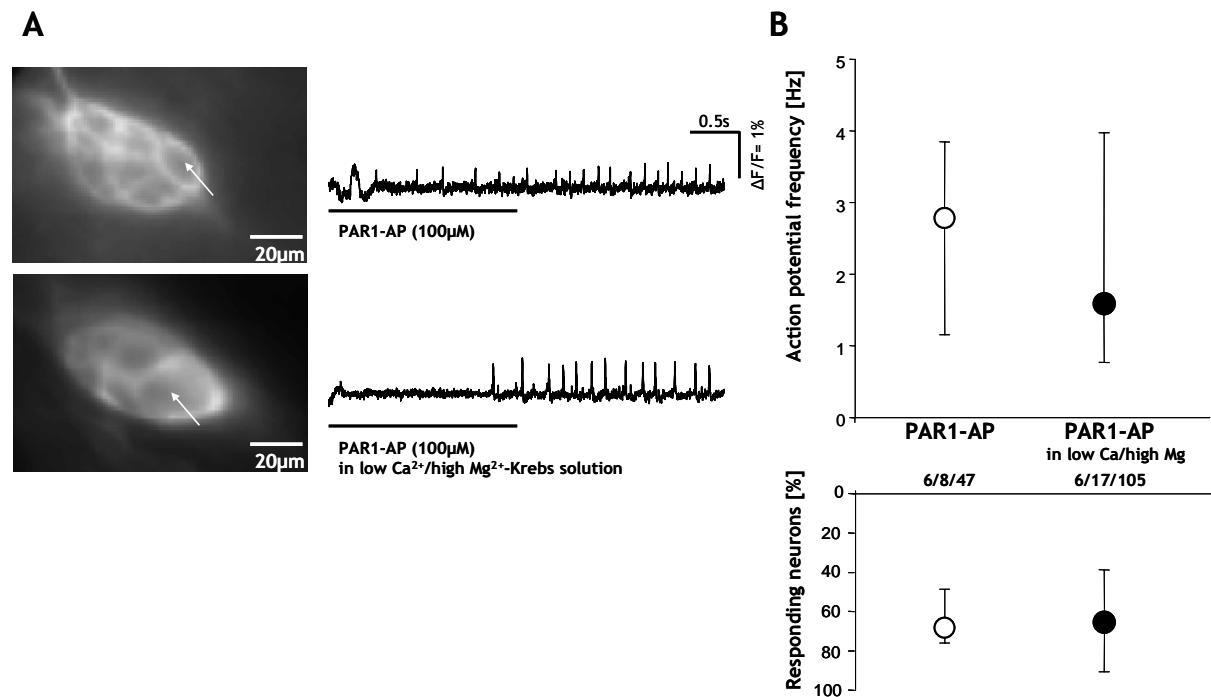 A
20µm
0.5s
ΔF/F= 1%
PAR1-AP (100µM)
20µm
PAR1-AP (100µM)
in low Ca²⁺/high Mg²⁺-Krebs solution
B
Action potential frequency [Hz]
5
4
3
2
1
0
PAR1-AP
PAR1-AP
in low Ca/high Mg
6/8/47
6/17/105
Responding neurons [%]
0
20
40
60
80
100